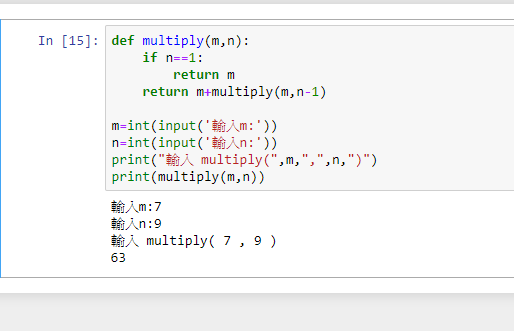 In [15]: def multiply(m,n):
    if n==1:
        return m
    return m+multiply(m,n-1)
m=int(input('輸入m:'))
n=int(input('輸入n:'))
print("輸入 multiply(",m,",",n,")")
print(multiply(m,n))
輸入m:7
輸入n:9
輸入 multiply( 7 , 9 )
63